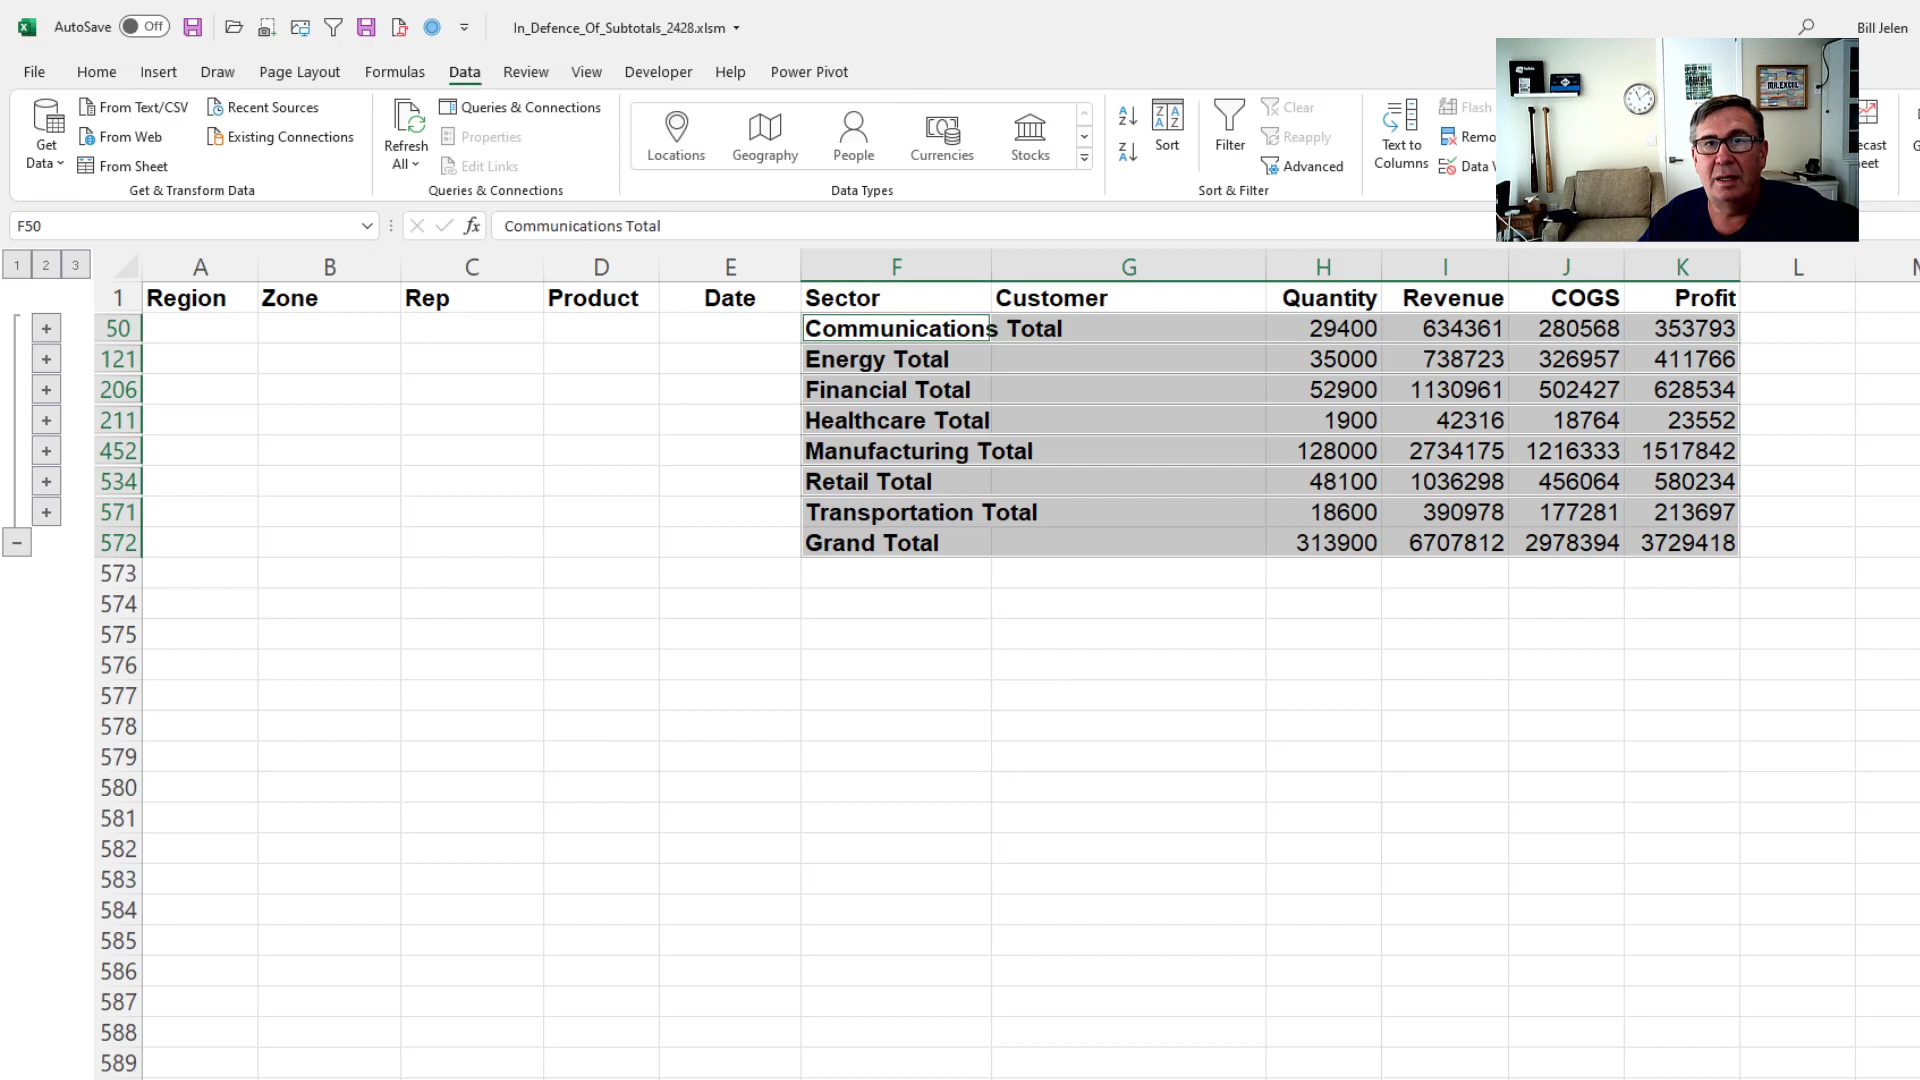 AutoSave Off In_Defence_Of_Subtotals_2428.xlsm Bill Jelen
File Home Insert Draw Page Layout Formulas Data Review View Developer Help Power Pivot
Get Data
From Text/CSV
From Web
From Sheet
Recent Sources
Existing Connections
Get & Transform Data
Refresh All
Queries & Connections
Properties
Edit Links
Queries & Connections
Locations Geography People Currencies Stocks
Data Types
Sort
Filter
Clear
Reapply
Advanced
Sort & Filter
Text to Columns
Flash
Remo
Data V
ecast
eet
MR.EXCEL
F50 fx Communications Total
1 2 3 A B C D E F G H I J K L
1 Region Zone Rep Product Date Sector Customer Quantity Revenue COGS Profit
50 Communications Total 29400 634361 280568 353793
121 Energy Total 35000 738723 326957 411766
206 Financial Total 52900 1130961 502427 628534
211 Healthcare Total 1900 42316 18764 23552
452 Manufacturing Total 128000 2734175 1216333 1517842
534 Retail Total 48100 1036298 456064 580234
571 Transportation Total 18600 390978 177281 213697
572 Grand Total 313900 6707812 2978394 3729418
573
574
575
576
577
578
579
580
581
582
583
584
585
586
587
588
589